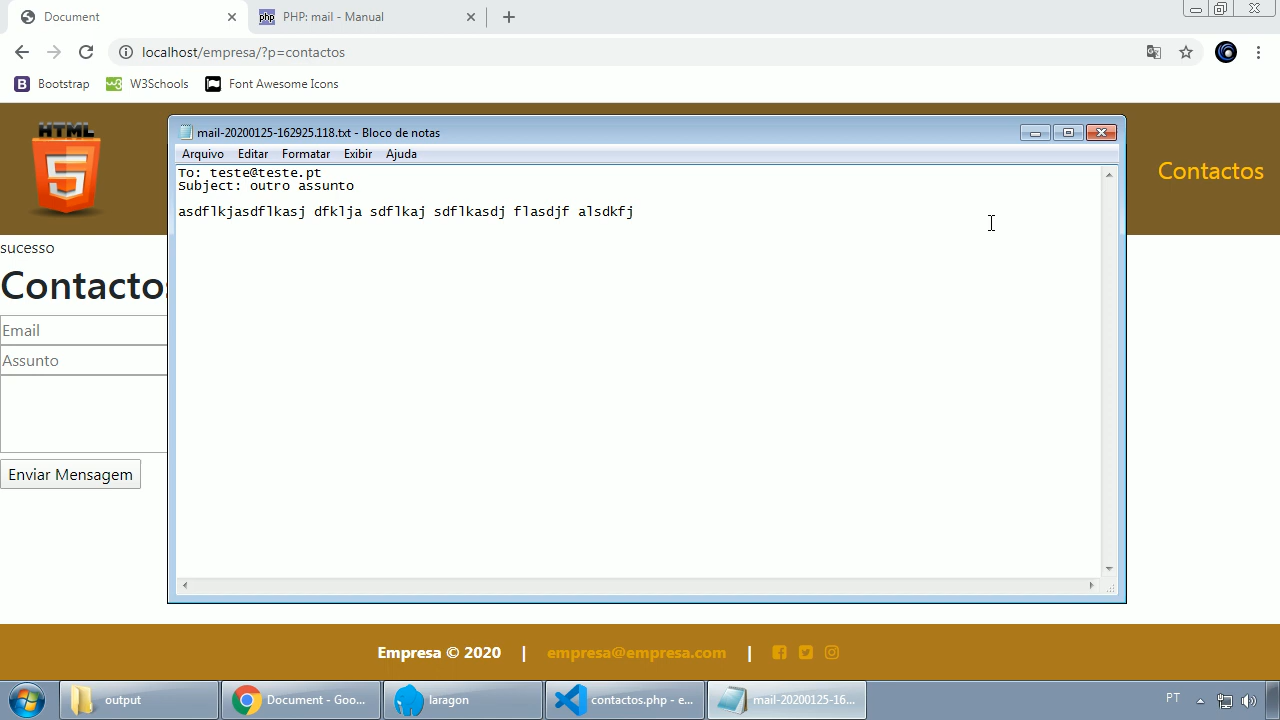 Document
PHP: mail - Manual
localhost/empresa/?p=contactos
Bootstrap
W3Schools
Font Awesome Icons
HTML
5
Contactos
mail-20200125-162925.118.txt - Bloco de notas
Arquivo Editar Formatar Exibir Ajuda
To: teste@teste.pt
Subject: outro assunto
asdflkjasdflkasj dfklja sdflkaj sdflkasdj flasdjf alsdkfj
sucesso
Contactos
Email
Assunto
Enviar Mensagem
Empresa © 2020 | empresa@empresa.com |
output
Document - Goo...
laragon
contactos.php - e...
mail-20200125-16...
PT